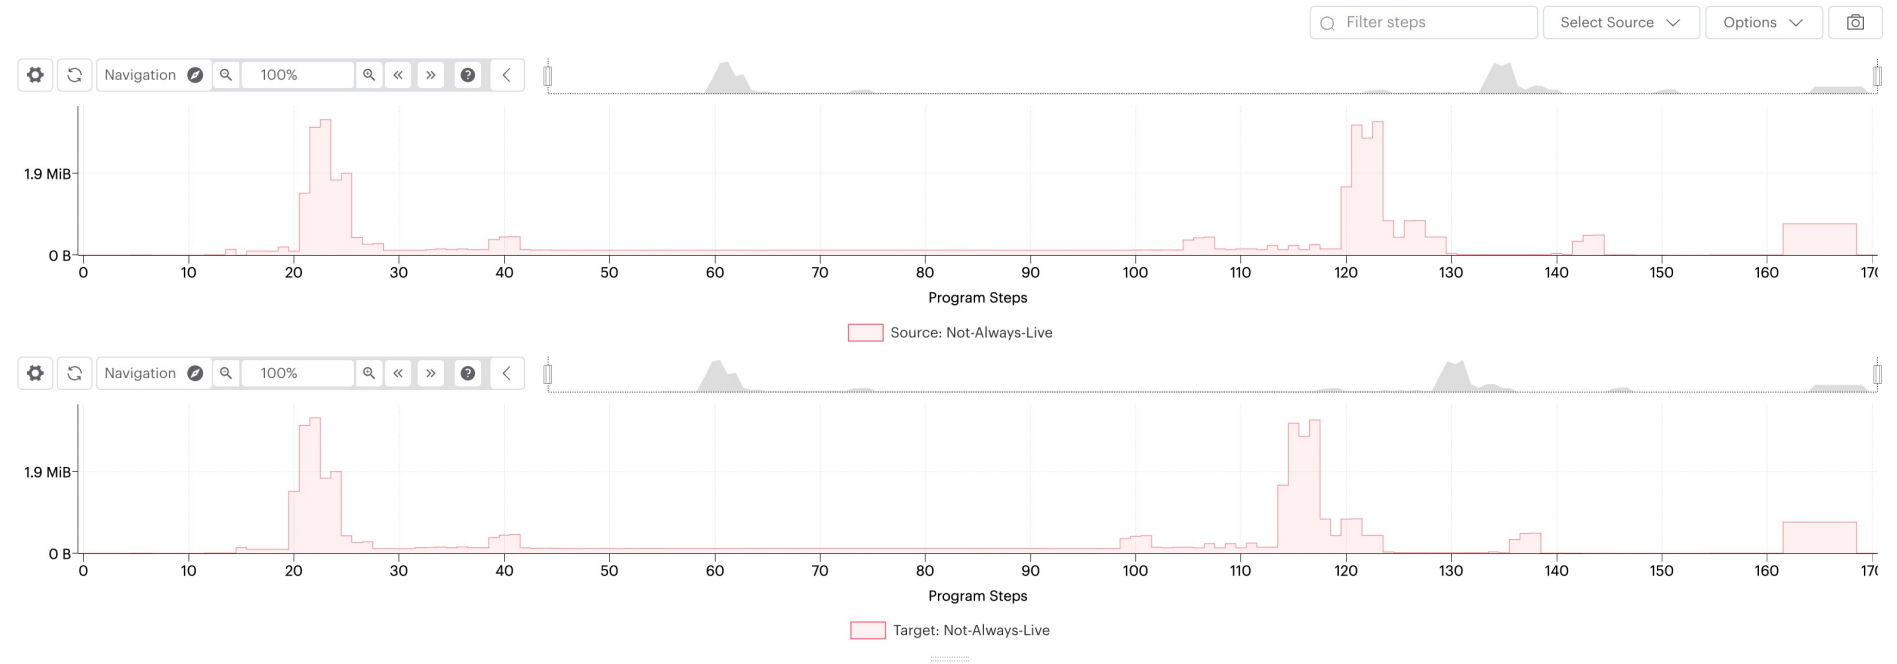 Filter steps Select Source Options
Navigation 100% « » ?
1.9 MiB
0 B
0 10 20 30 40 50 60 70 80 90 100 110 120 130 140 150 160
Program Steps
Source: Not-Always-Live
Navigation 100% « » ?
1.9 MiB
0 B
0 10 20 30 40 50 60 70 80 90 100 110 120 130 140 150 160
Program Steps
Target: Not-Always-Live